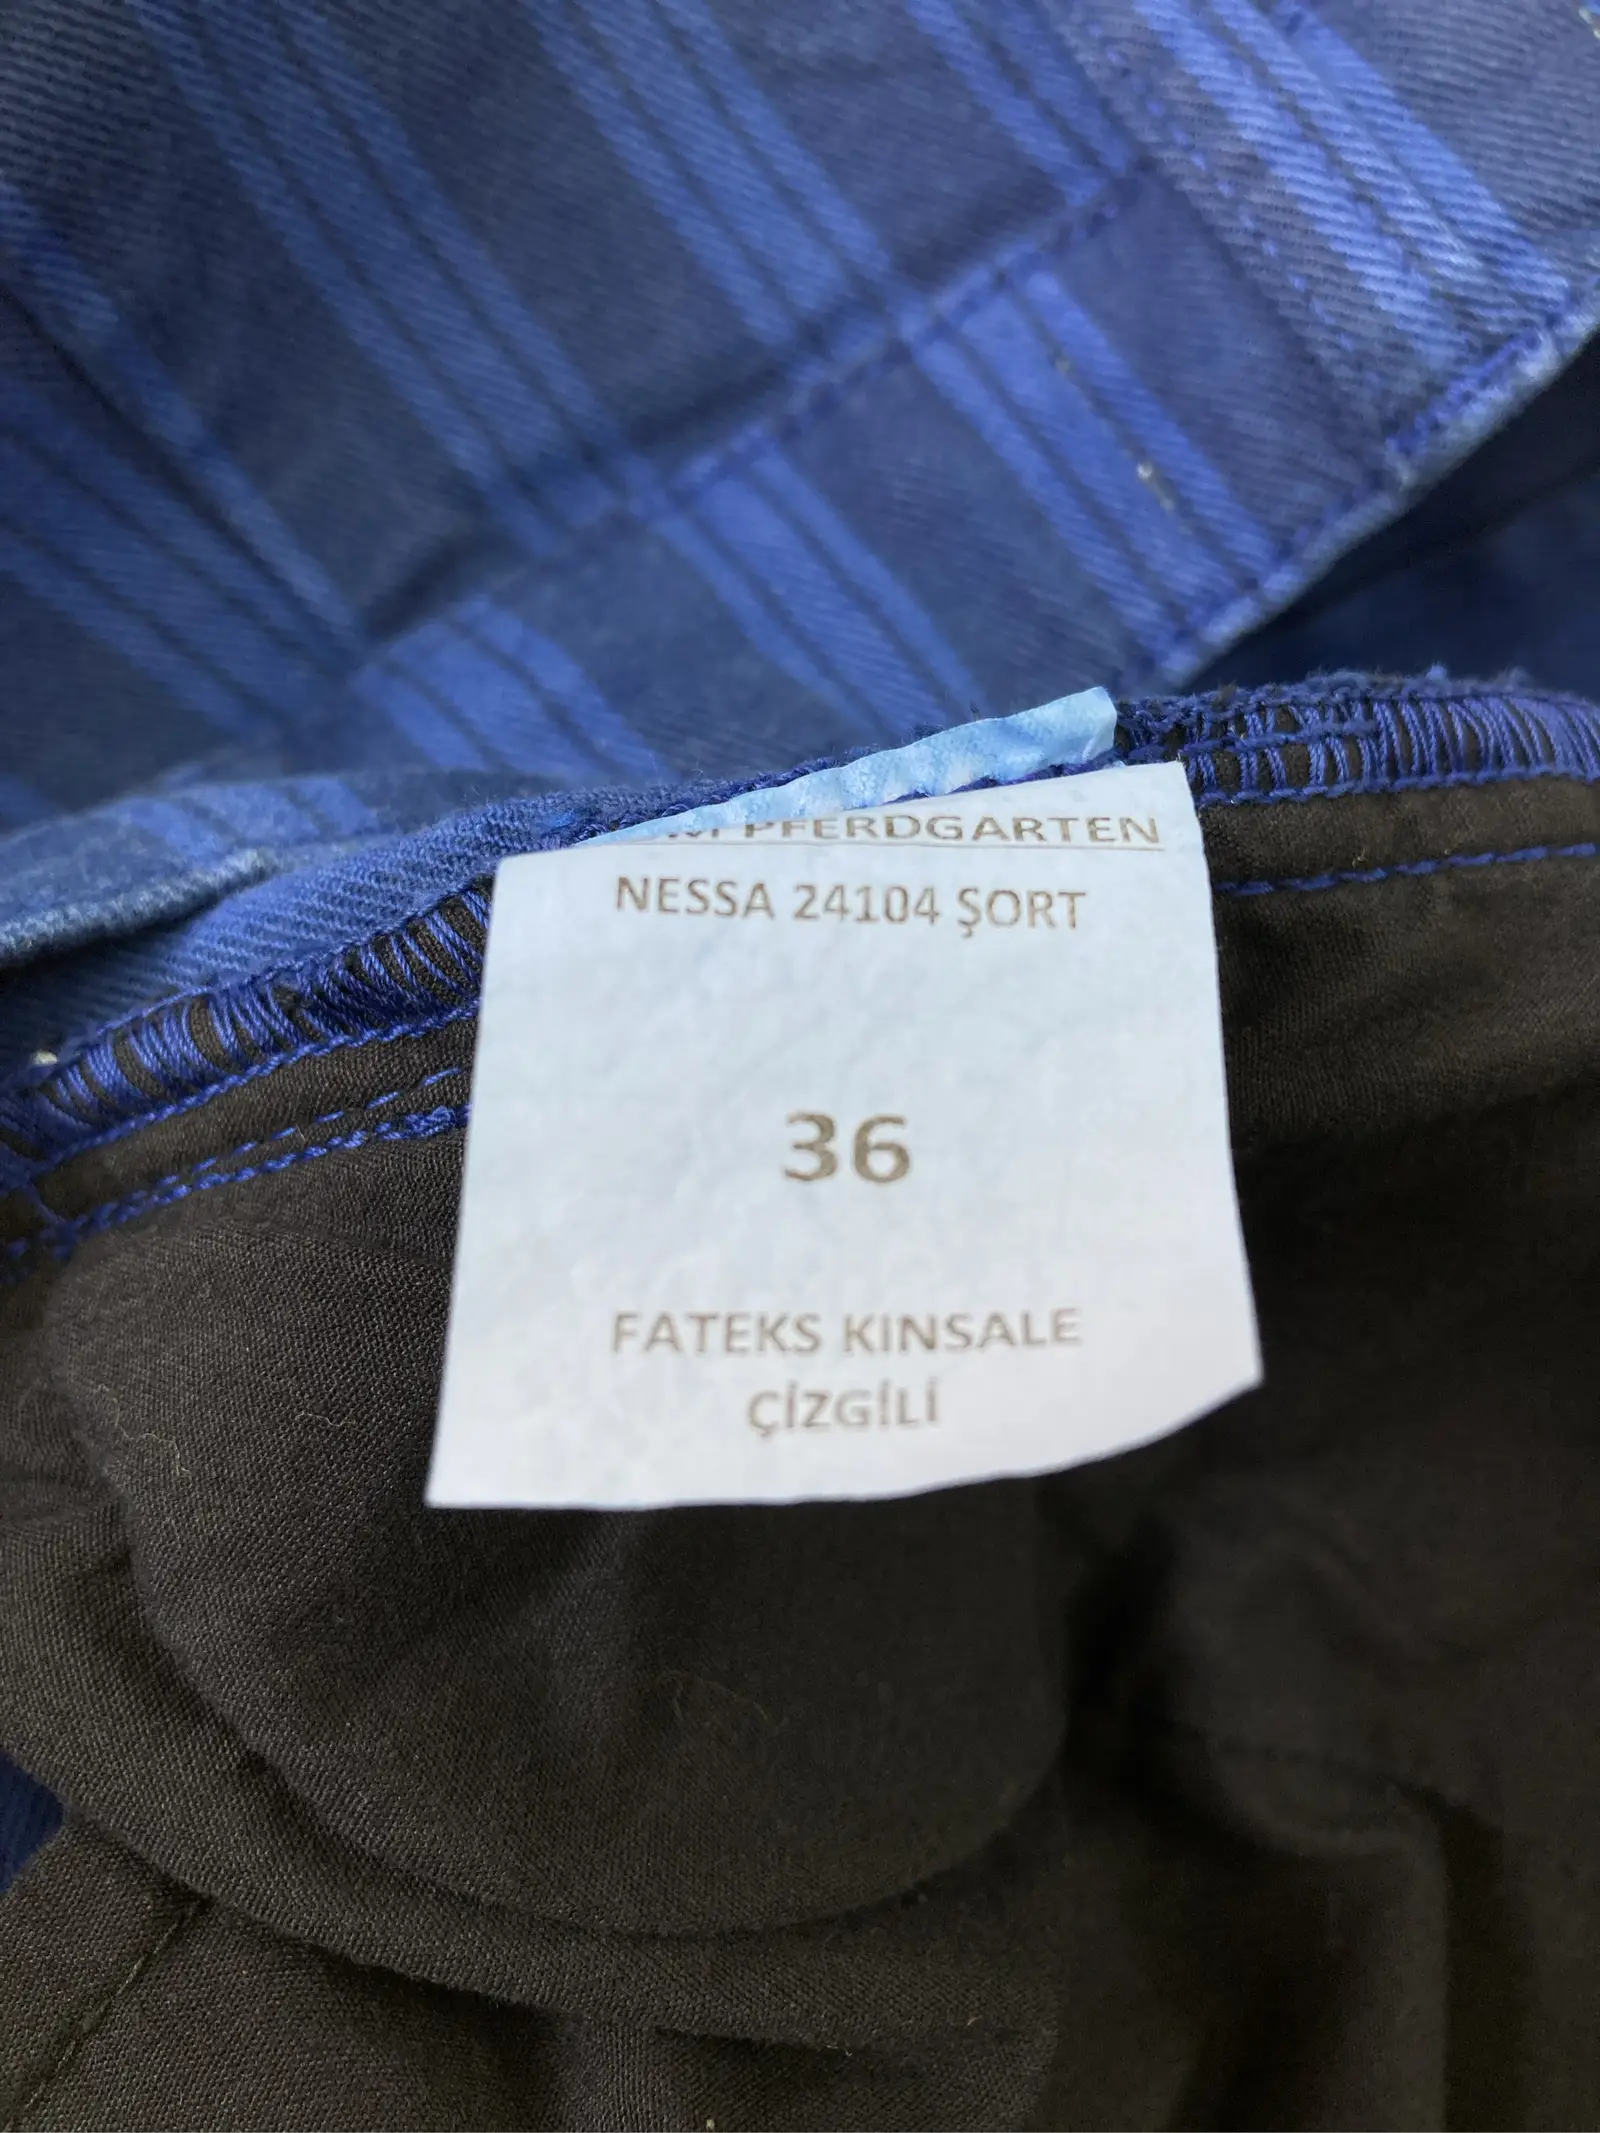 PFERDGARTEN
NESSA 24104 ŞORT
36
FATEKS KINSALE
ÇİZGİLİ